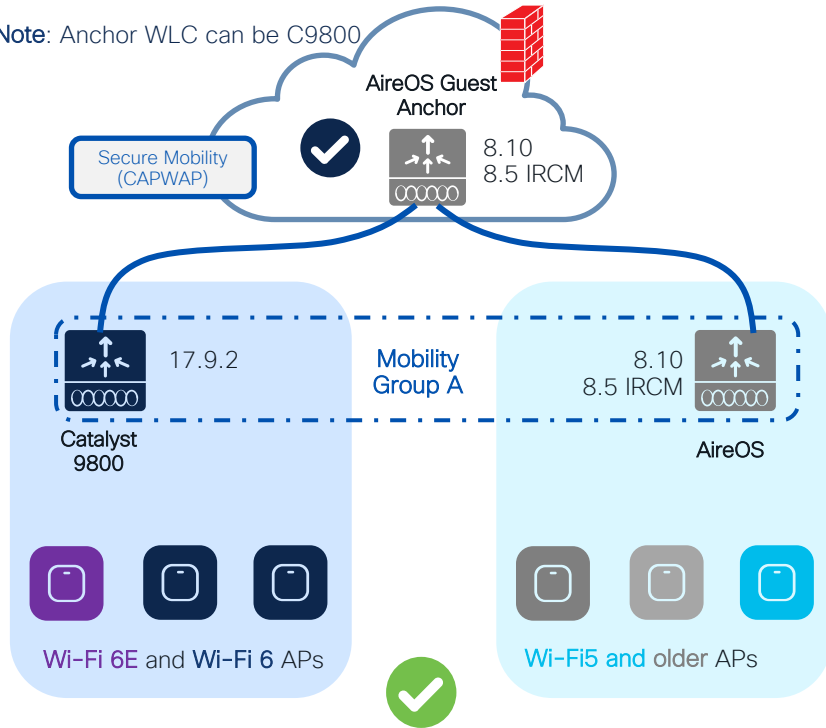 Note: Anchor WLC can be C9800
AireOS Guest
Anchor
8.10
8.5 IRCM
Secure Mobility
(CAPWAP)
17.9.2
Mobility
Group A
8.10
8.5 IRCM
Catalyst
9800
AireOS
Wi-Fi 6E and Wi-Fi 6 APs
Wi-Fi5 and older APs